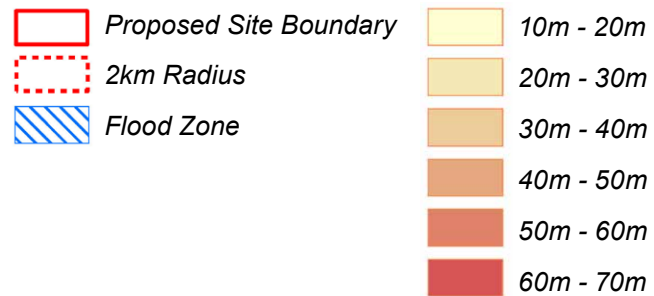 Proposed Site Boundary
2km Radius
Flood Zone
10m - 20m
20m - 30m
30m - 40m
40m - 50m
50m - 60m
60m - 70m